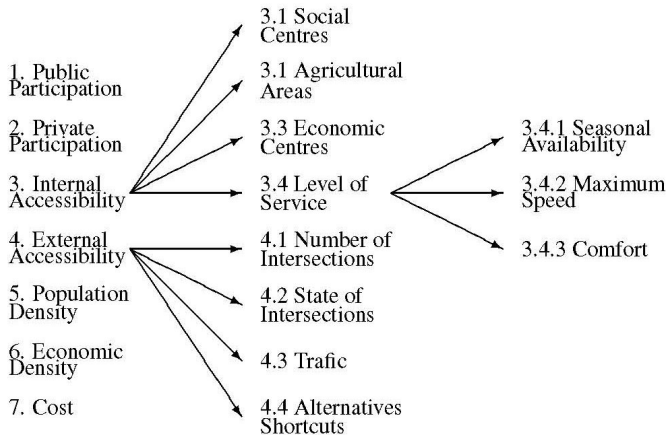 1. Public
Participation
2. Private
Participation
3. Internal
Accessibility
4. External
Accessibility
5. Population
Density
6. Economic
Density
7. Cost
3.1 Social
Centres
3.1 Agricultural
Areas
3.3 Economic
Centres
3.4 Level of
Service
4.1 Number of
Intersections
4.2 State of
Intersections
4.3 Trafic
4.4 Alternatives
Shortcuts
3.4.1 Seasonal
Availability
3.4.2 Maximum
Speed
3.4.3 Comfort